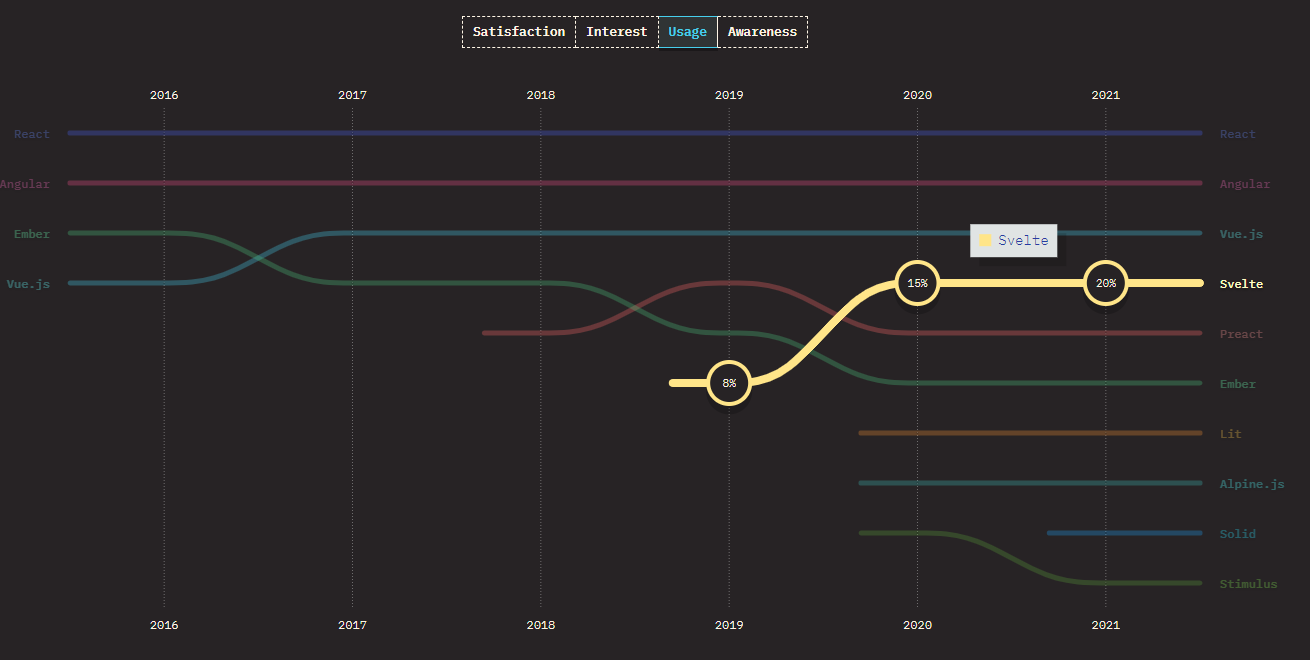 Satisfaction Interest Usage Awareness
2016 2017 2018 2019 2020 2021
React React
Angular Angular
Ember Vue.js
Svelte
Vue.js 15% 20% Svelte
Preact
8% Ember
Lit
Alpine.js
Solid
Stimulus
2016 2017 2018 2019 2020 2021